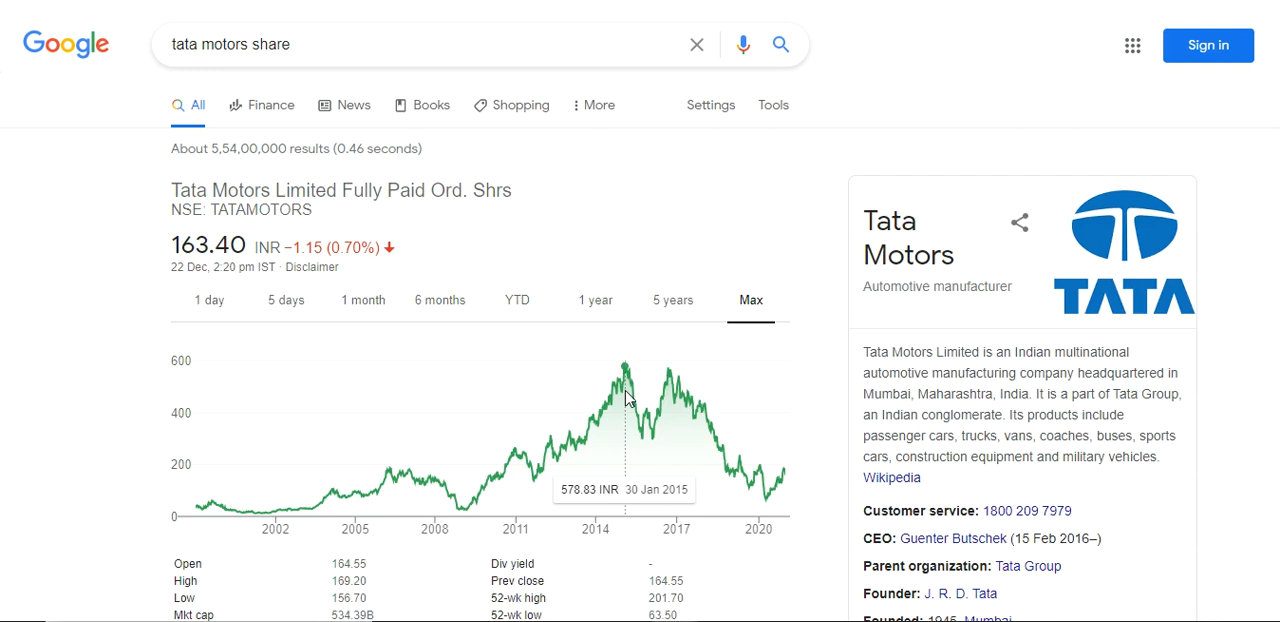 Google
tata motors share
Sign in
All Finance News Books Shopping More Settings Tools
About 5,54,00,000 results (0.46 seconds)
Tata Motors Limited Fully Paid Ord. Shrs
NSE: TATAMOTORS
163.40 INR −1.15 (0.70%)
22 Dec, 2:20 pm IST · Disclaimer
1 day 5 days 1 month 6 months YTD 1 year 5 years Max
600
400
200
0
578.83 INR 30 Jan 2015
2002 2005 2008 2011 2014 2017 2020
Open 164.55 Div yield -
High 169.20 Prev close 164.55
Low 156.70 52-wk high 201.70
Mkt cap 534.39B 52-wk low 63.50
Tata
Motors
Automotive manufacturer
TATA
Tata Motors Limited is an Indian multinational
automotive manufacturing company headquartered in
Mumbai, Maharashtra, India. It is a part of Tata Group,
an Indian conglomerate. Its products include
passenger cars, trucks, vans, coaches, buses, sports
cars, construction equipment and military vehicles.
Wikipedia
Customer service: 1800 209 7979
CEO: Guenter Butschek (15 Feb 2016–)
Parent organization: Tata Group
Founder: J. R. D. Tata
Founded: 1945, Mumbai